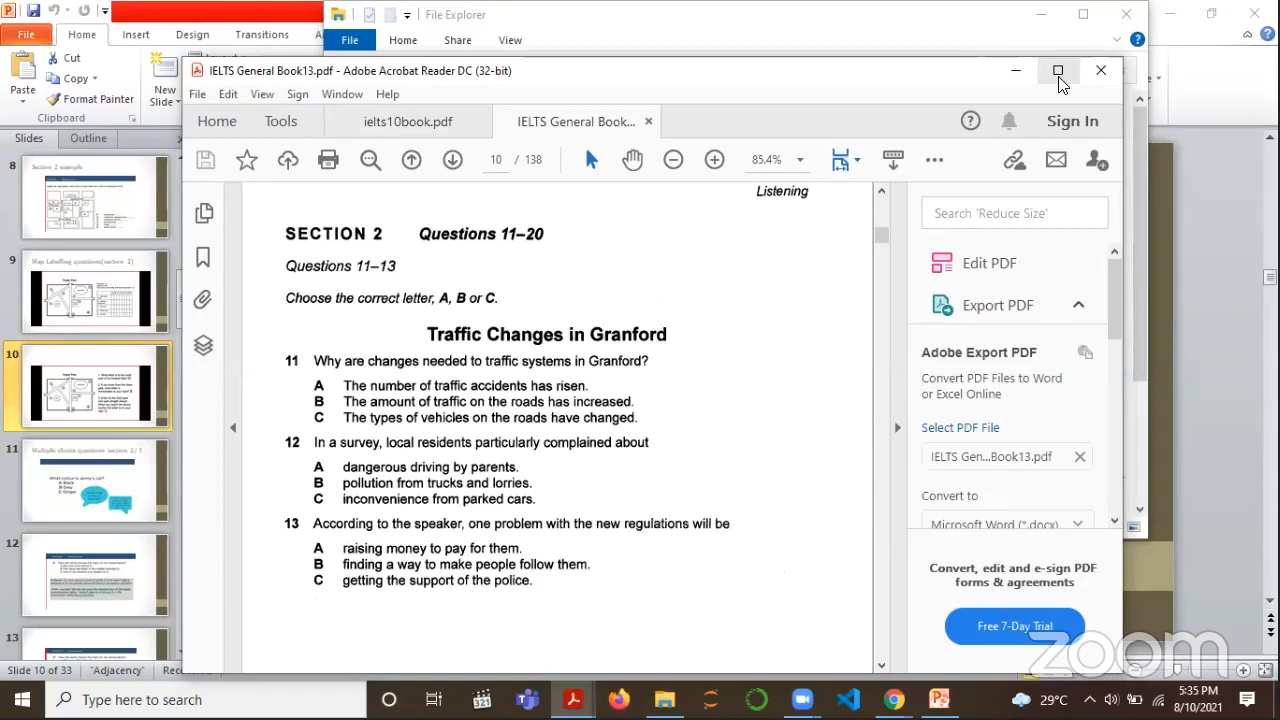 File Explorer
File
Home
Insert
Design
Transitions
File
Home
Share
View
Cut
Copy
Format Painter
Paste
New
Slide
Clipboard
IELTS General Book13.pdf - Adobe Acrobat Reader DC (32-bit)
File
Edit
View
Sign
Window
Help
Home
Tools
ielts10book.pdf
IELTS General Book...
Sign In
10 / 138
85.4%
Slides
Outline
8
Section 2 example
9
Map Labelling questions(section 2)
10
11
Multiple choice questions- section 2/ 3
What colour is Jenny's cat?
A Black
B Grey
C Ginger
12
13
Listening
SECTION 2 Questions 11–20
Questions 11–13
Choose the correct letter, A, B or C.
Traffic Changes in Granford
11 Why are changes needed to traffic systems in Granford?
A The number of traffic accidents has risen.
B The amount of traffic on the roads has increased.
C The types of vehicles on the roads have changed.
12 In a survey, local residents particularly complained about
A dangerous driving by parents.
B pollution from trucks and lorries.
C inconvenience from parked cars.
13 According to the speaker, one problem with the new regulations will be
A raising money to pay for them.
B finding a way to make people follow them.
C getting the support of the police.
Search 'Reduce Size'
Edit PDF
Export PDF
Adobe Export PDF
Convert PDF Files to Word
or Excel Online
Select PDF File
IELTS Gen...Book13.pdf
Convert to
Microsoft Word (*.docx)
Convert, edit and e-sign PDF
forms & agreements
Free 7-Day Trial
zoom
Slide 10 of 33
"Adjacency"
Type here to search
29°C
5:35 PM
8/10/2021